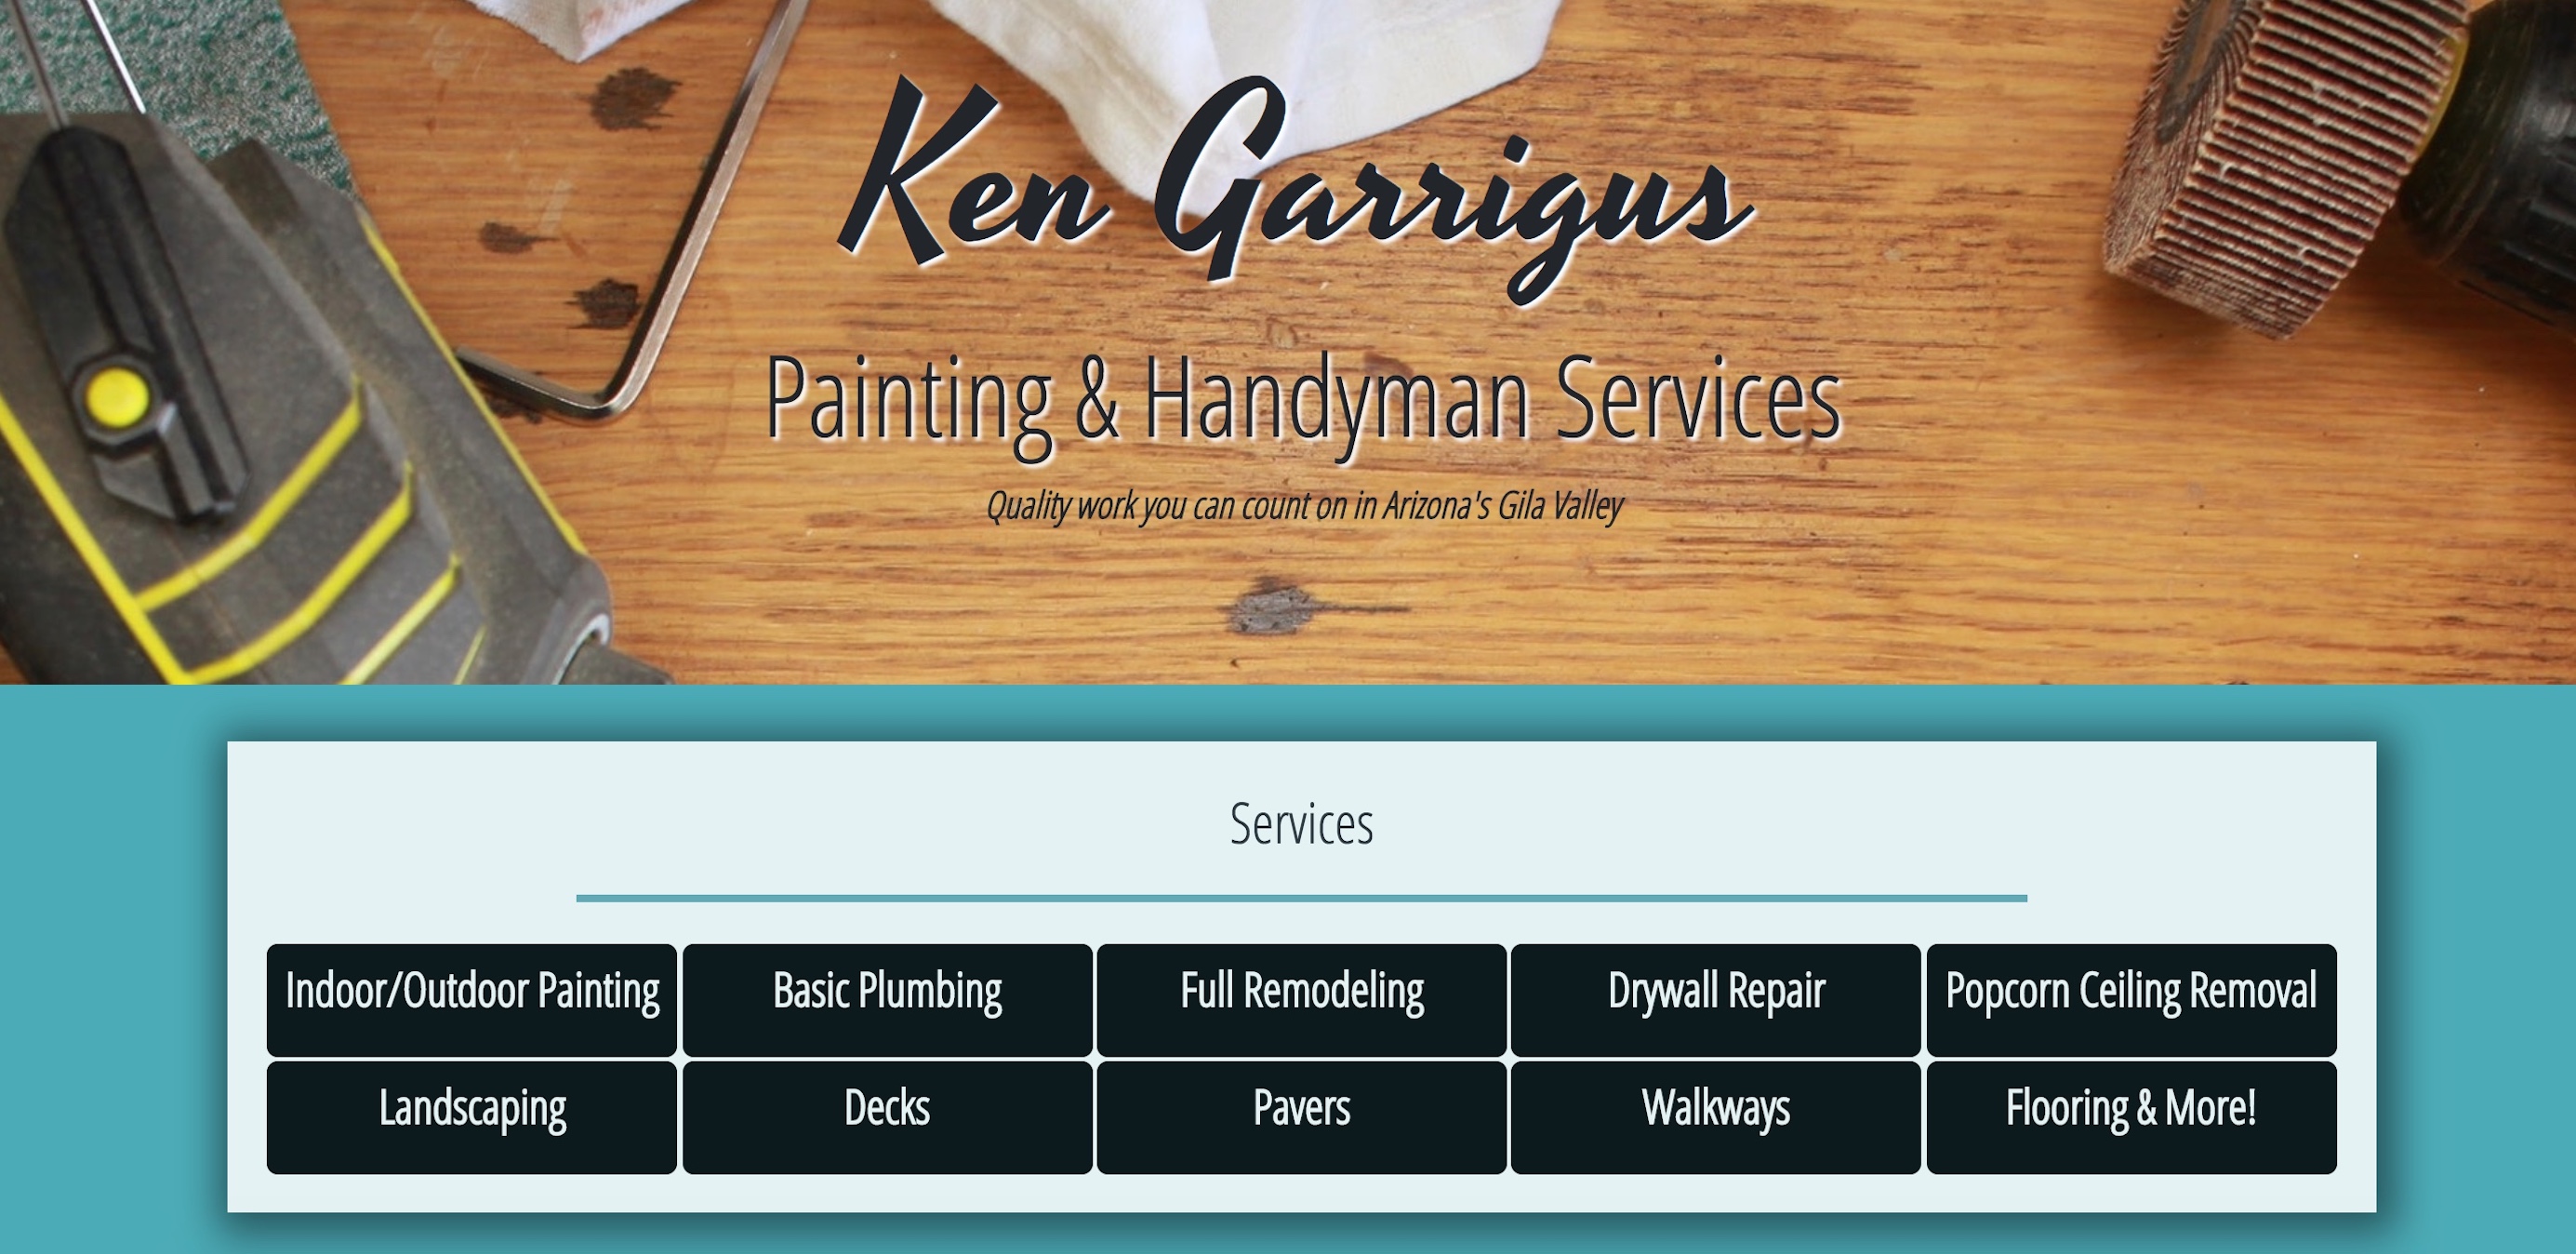 Ken Garrigus
Painting & Handyman Services
Quality work you can count on in Arizona's Gila Valley
Services
Indoor/Outdoor Painting
Basic Plumbing
Full Remodeling
Drywall Repair
Popcorn Ceiling Removal
Landscaping
Decks
Pavers
Walkways
Flooring & More!